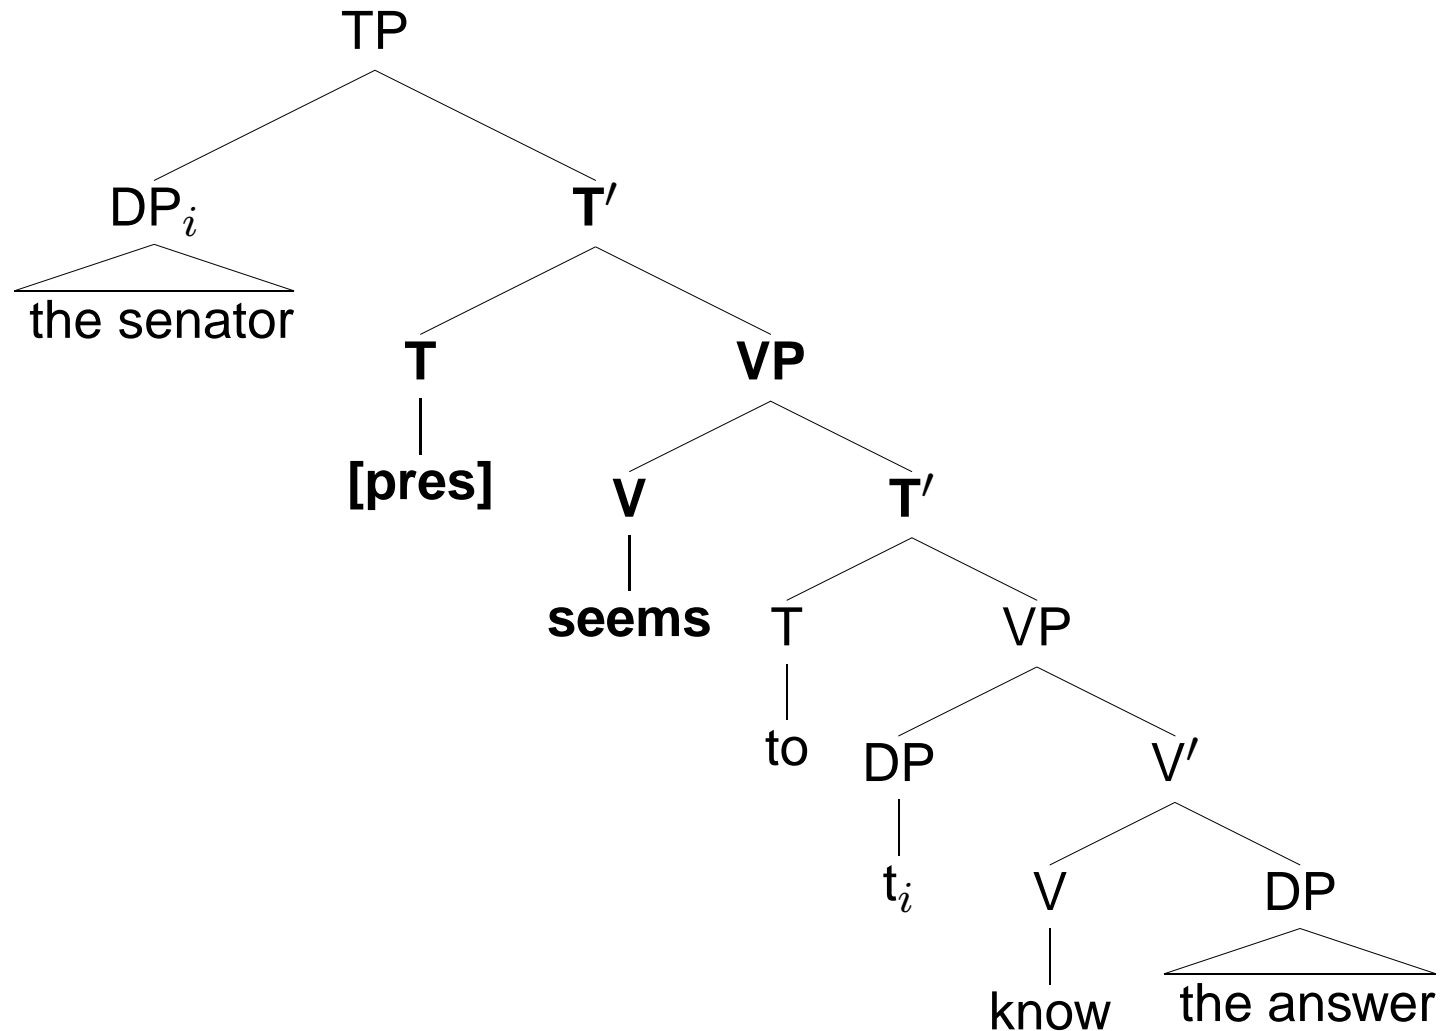 TP
DPi T′
the senator
T VP
[pres] V T′
seems T VP
to DP V′
ti V DP
know the answer